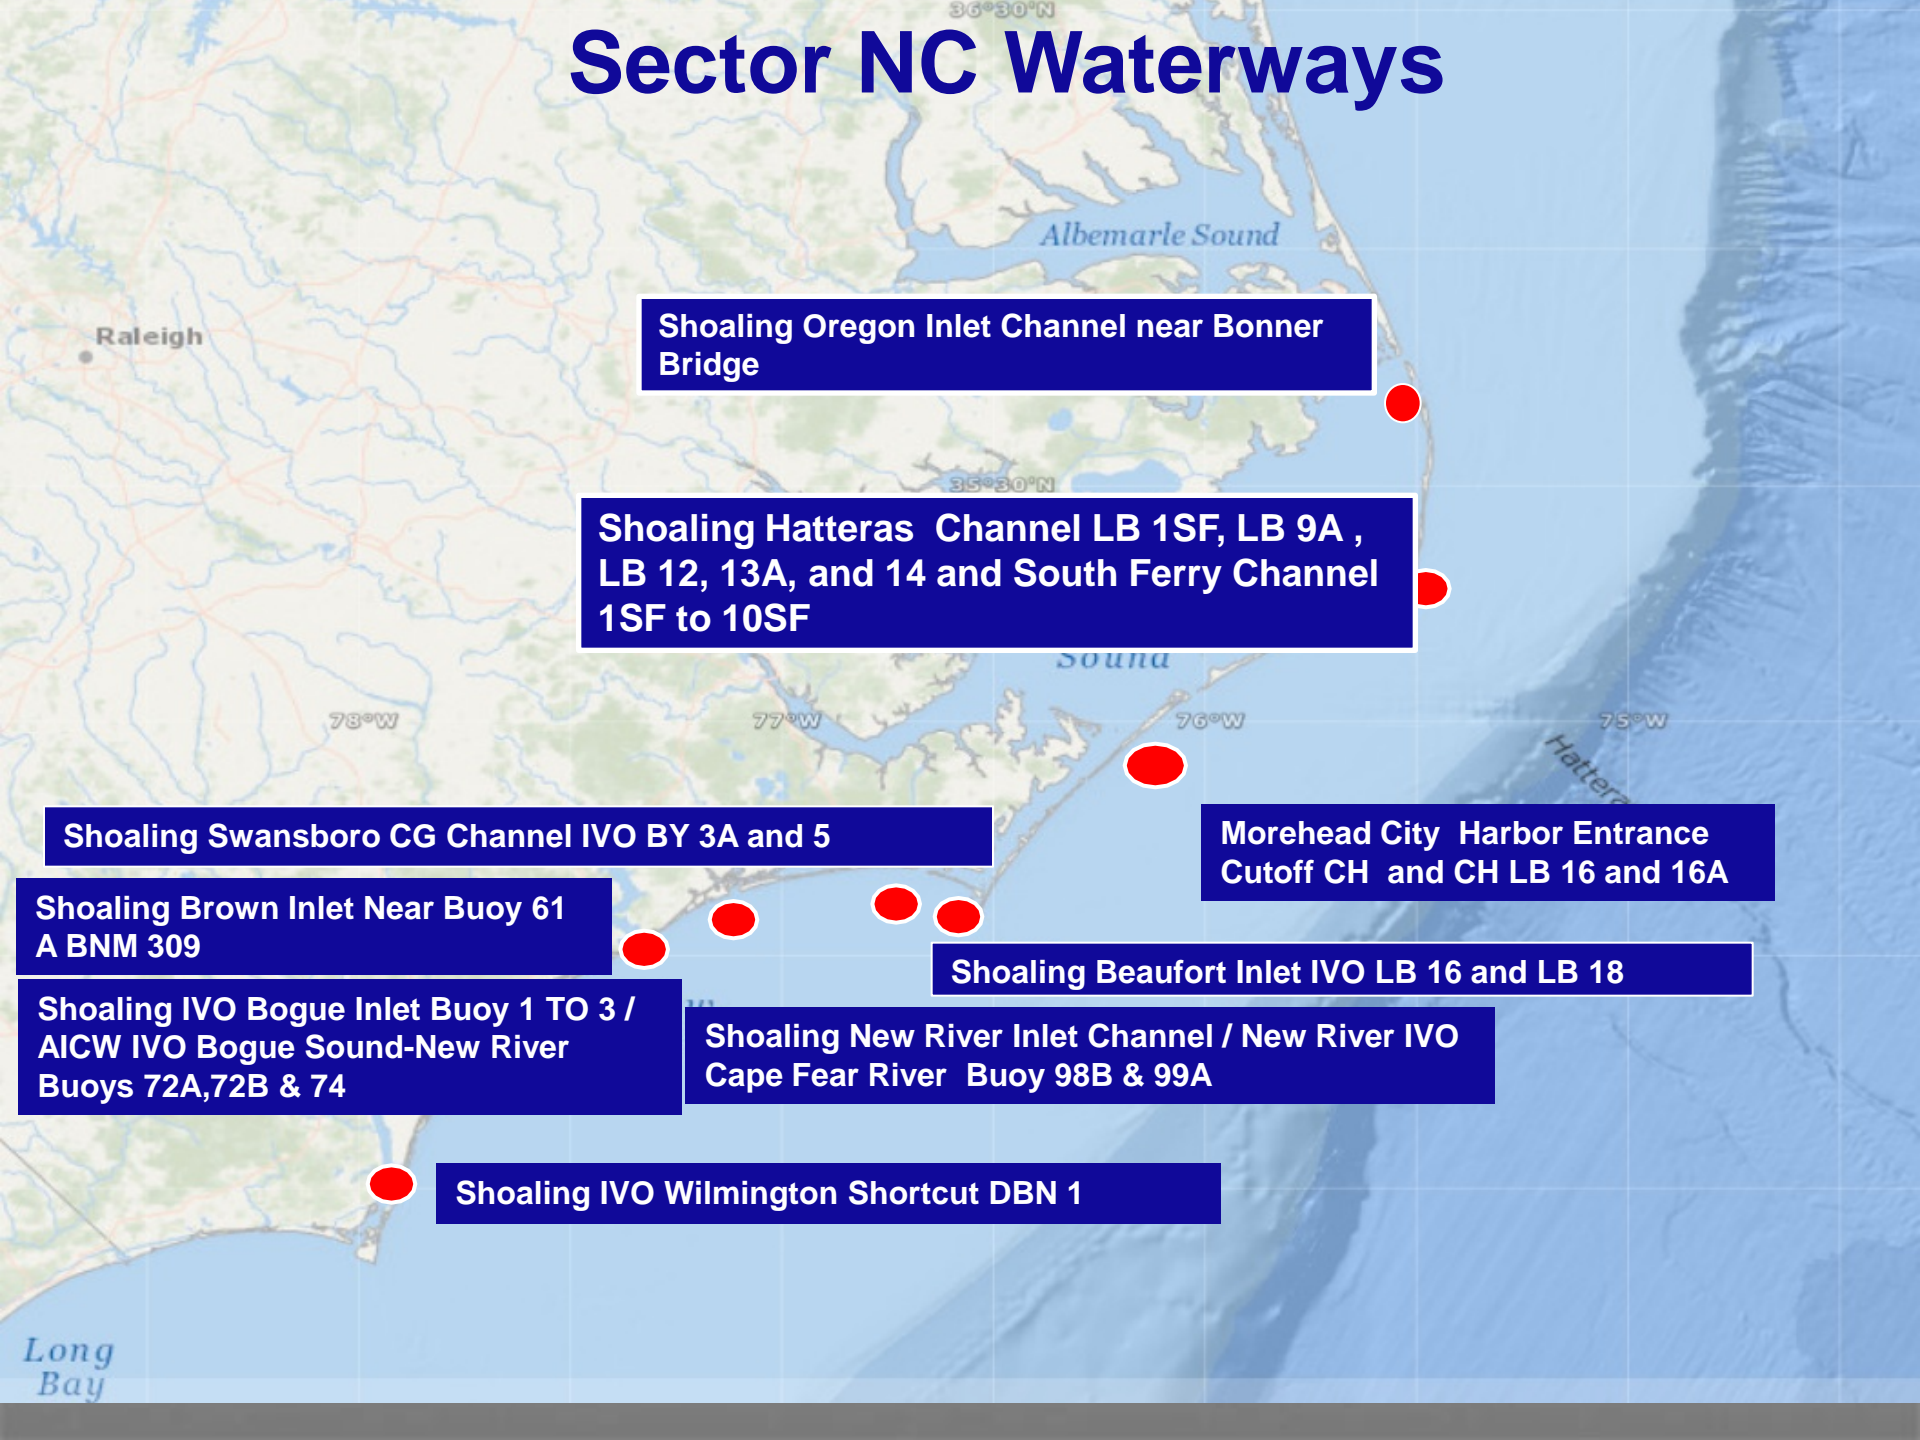 36°30'N
Sector NC Waterways
Albemarle Sound
Raleigh
Shoaling Oregon Inlet Channel near Bonner
Bridge
35°30'N
Shoaling Hatteras  Channel LB 1SF, LB 9A ,
LB 12, 13A, and 14 and South Ferry Channel
1SF to 10SF
Sound
78°W
77°W
76°W
75°W
Shoaling Swansboro CG Channel IVO BY 3A and 5
Morehead City  Harbor Entrance
Cutoff CH  and CH LB 16 and 16A
Shoaling Brown Inlet Near Buoy 61
A BNM 309
Shoaling Beaufort Inlet IVO LB 16 and LB 18
Shoaling IVO Bogue Inlet Buoy 1 TO 3 /
AICW IVO Bogue Sound-New River
Buoys 72A,72B & 74
Shoaling New River Inlet Channel / New River IVO
Cape Fear River  Buoy 98B & 99A
Shoaling IVO Wilmington Shortcut DBN 1
Long
Bay